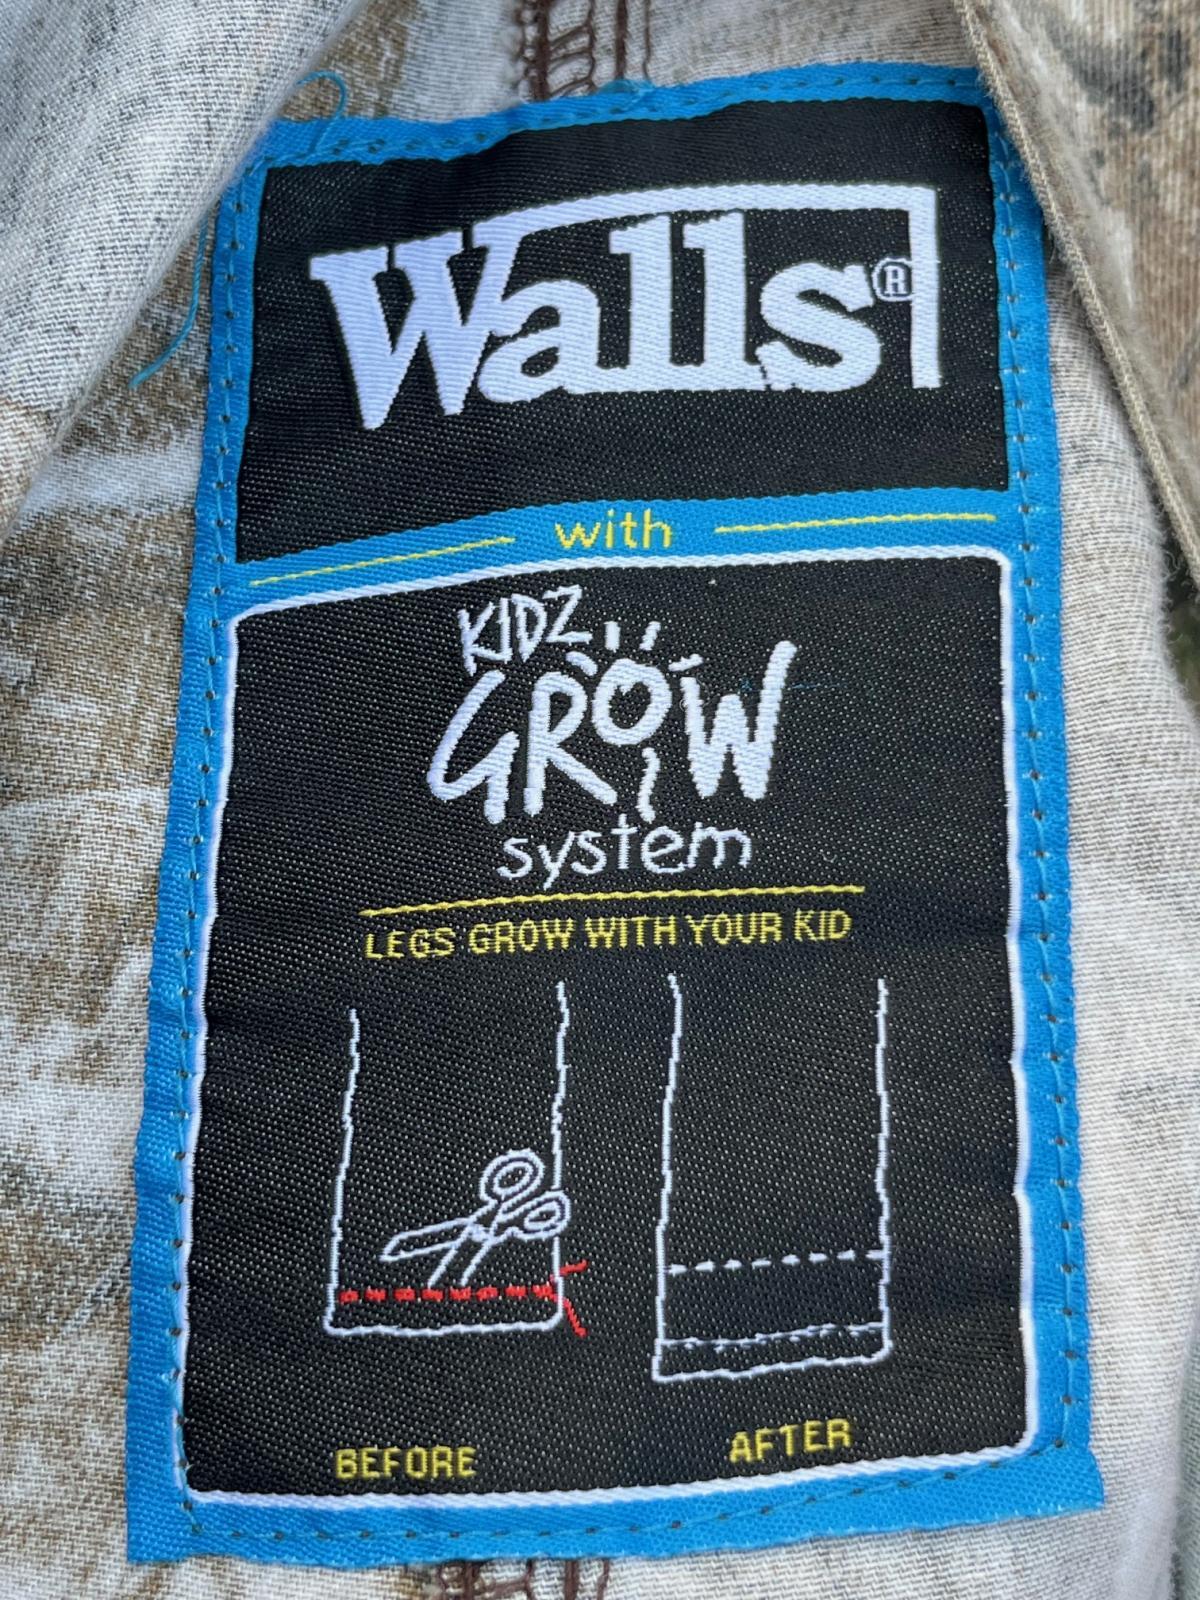 Walls®
with
KIDZ
GROW
system
LEGS GROW WITH YOUR KID
BEFORE AFTER